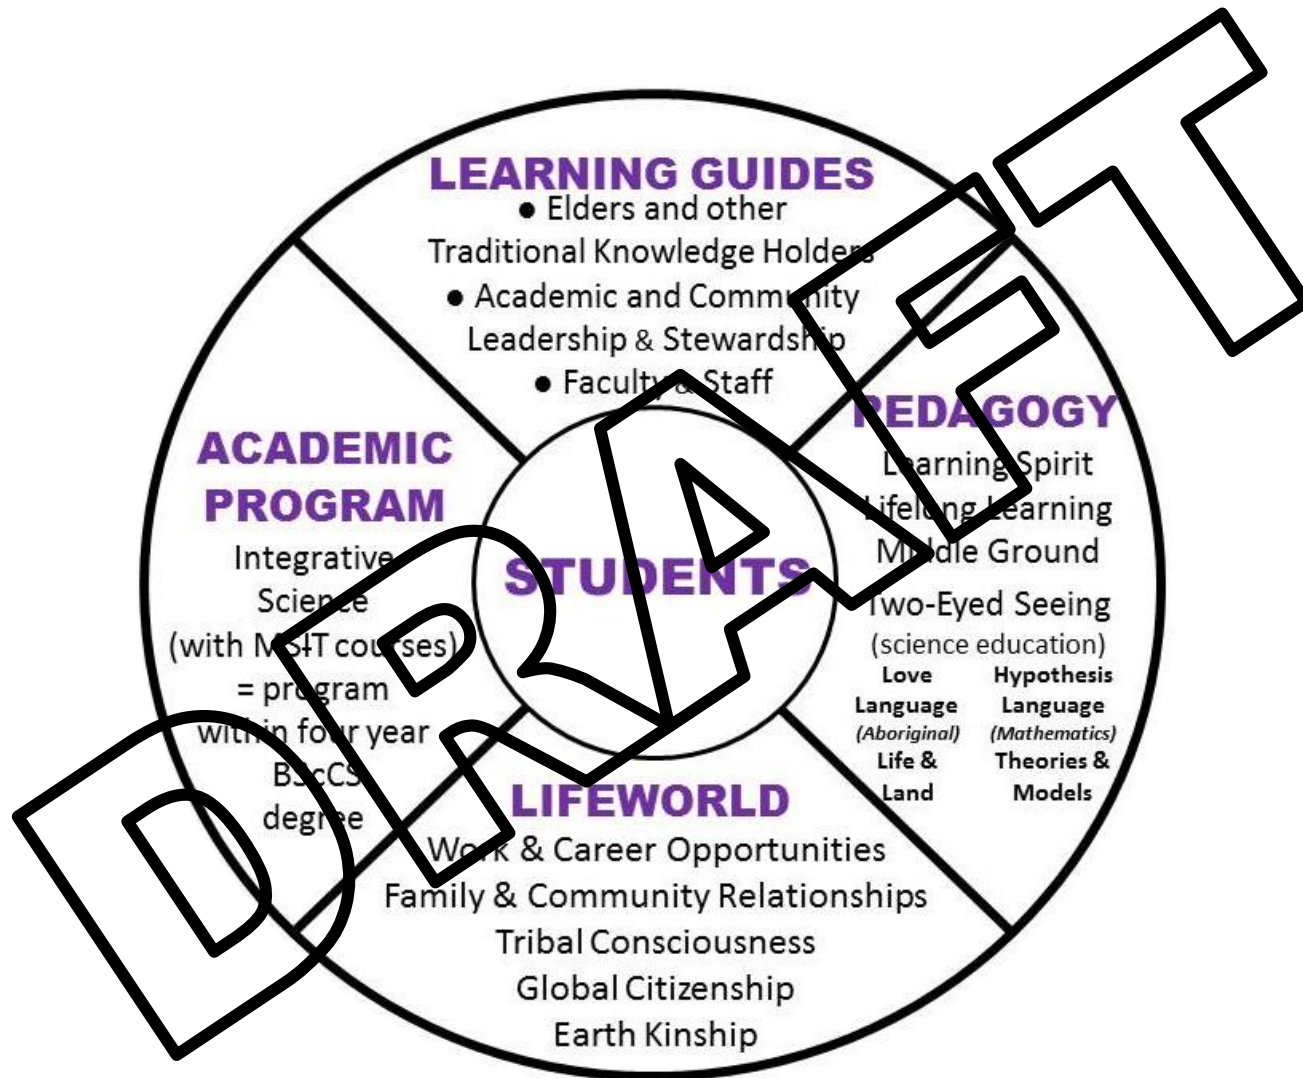 LEARNING GUIDES
● Elders and other
Traditional Knowledge Holders
● Academic and Community
Leadership & Stewardship
● Faculty & Staff
ACADEMIC
PROGRAM
Integrative
Science
(with MSIT courses)
= program
within four year
BScCS
degree
STUDENTS
PEDAGOGY
Learning Spirit
Lifelong Learning
Middle Ground
Two-Eyed Seeing
(science education)
Love
Language
(Aboriginal)
Life &
Land
Hypothesis
Language
(Mathematics)
Theories &
Models
LIFEWORLD
Work & Career Opportunities
Family & Community Relationships
Tribal Consciousness
Global Citizenship
Earth Kinship
DRAFT